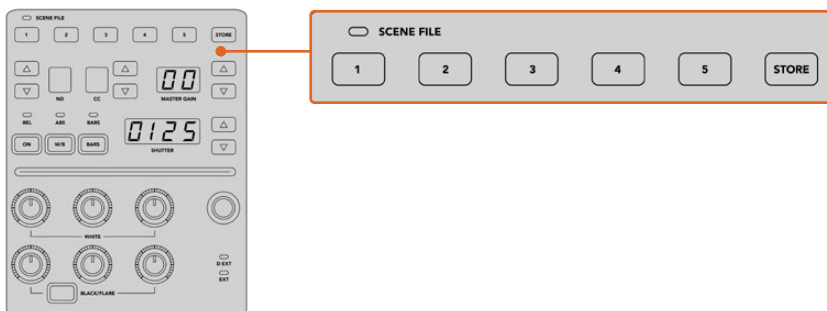 SCENE FILE
1 2 3 4 5 STORE
ND CC 00 MASTER GAIN
REL ABS BARS
ON W/B BARS 0125 SHUTTER
WHITE
D-EXT
EXT
BLACK/FLARE
SCENE FILE
1 2 3 4 5 STORE